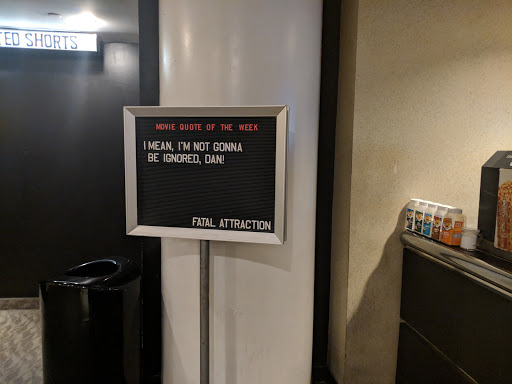 TED SHORTS
MOVIE QUOTE OF THE WEEK
I MEAN, I'M NOT GONNA
BE IGNORED, DAN!
FATAL ATTRACTION